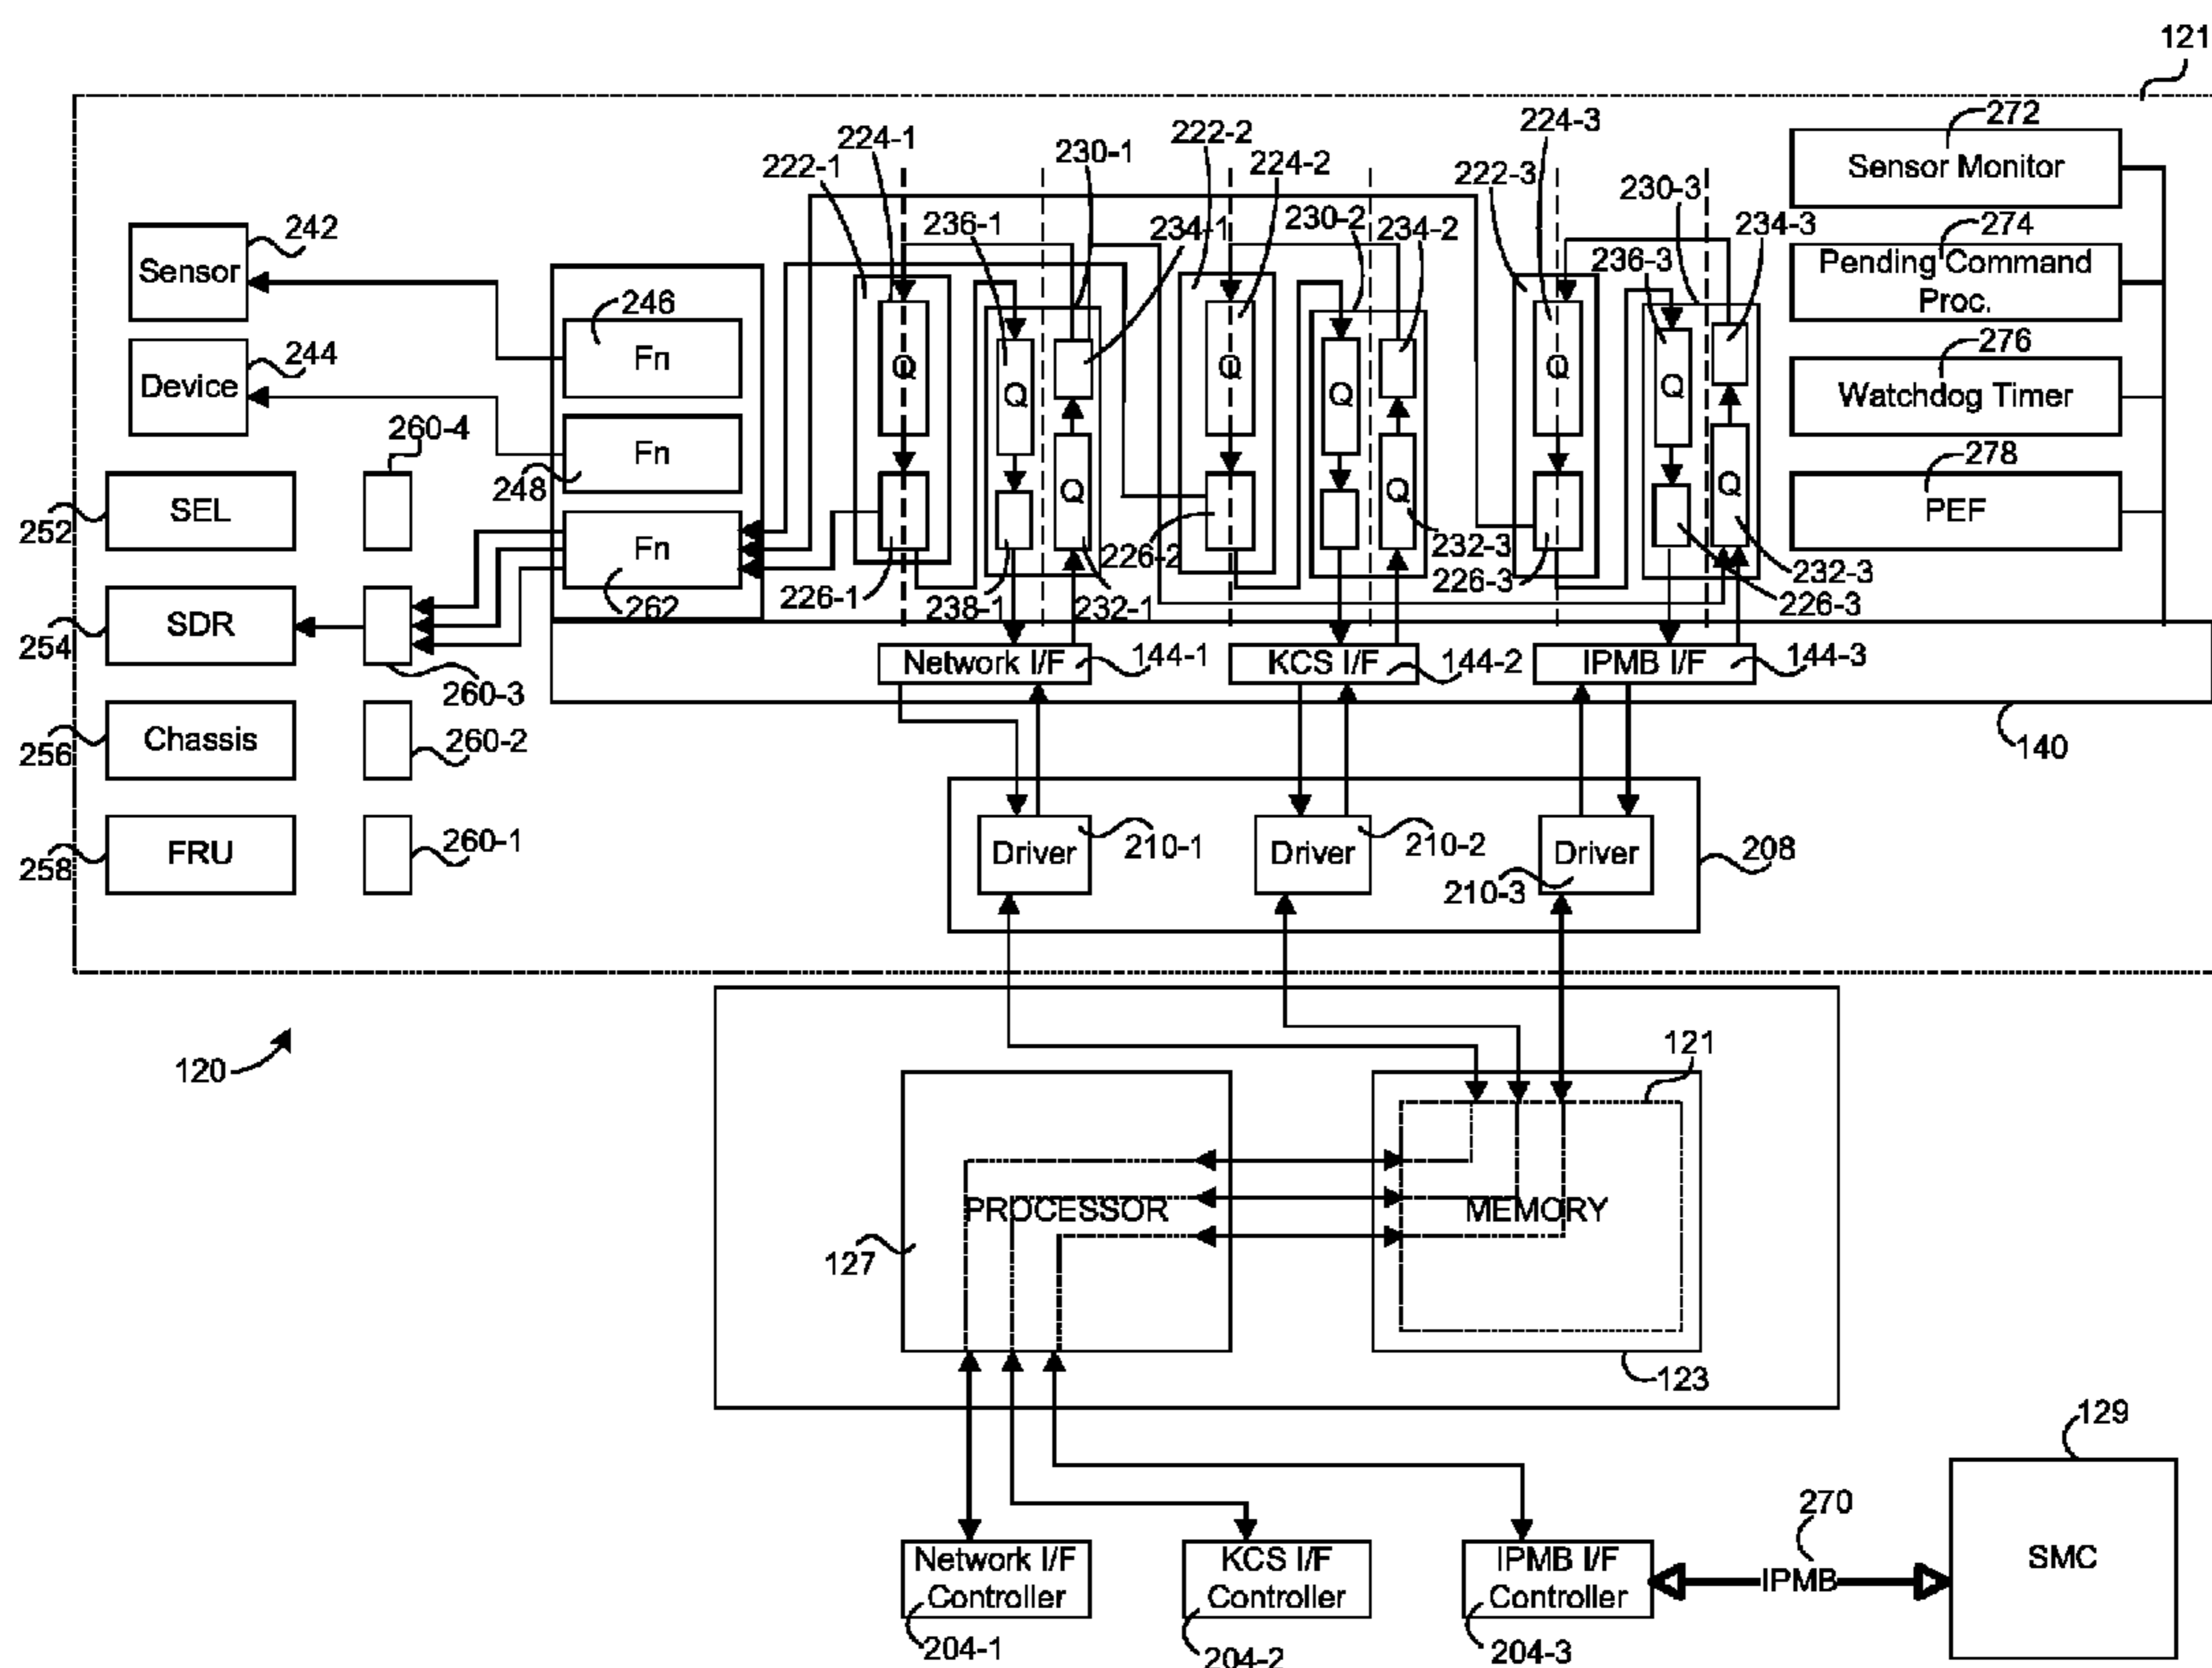 121
272
224-3
224-1
222-2
230-1
224-2
222-1
Sensor Monitor
222-3
230-3
242
236-1
234-1
230-2
234-2
236-3
234-3
274
Sensor
Pending Command
Proc.
246
Fn
Q
Q
Q
Q
Q
Q
276
244
Device
Watchdog Timer
260-4
248
Fn
Q
Q
Q
278
252
SEL
PEF
Fn
226-2
232-3
232-3
226-3
262
226-1
238-1
232-1
226-3
254
SDR
260-3
Network I/F
144-1
KCS I/F
144-2
IPMB I/F
144-3
256
Chassis
260-2
140
258
FRU
260-1
Driver
210-1
Driver
210-2
Driver
210-3
208
120
121
PROCESSOR
MEMORY
127
123
129
270
Network I/F
Controller
KCS I/F
Controller
IPMB I/F
Controller
IPMB
SMC
204-1
204-2
204-3